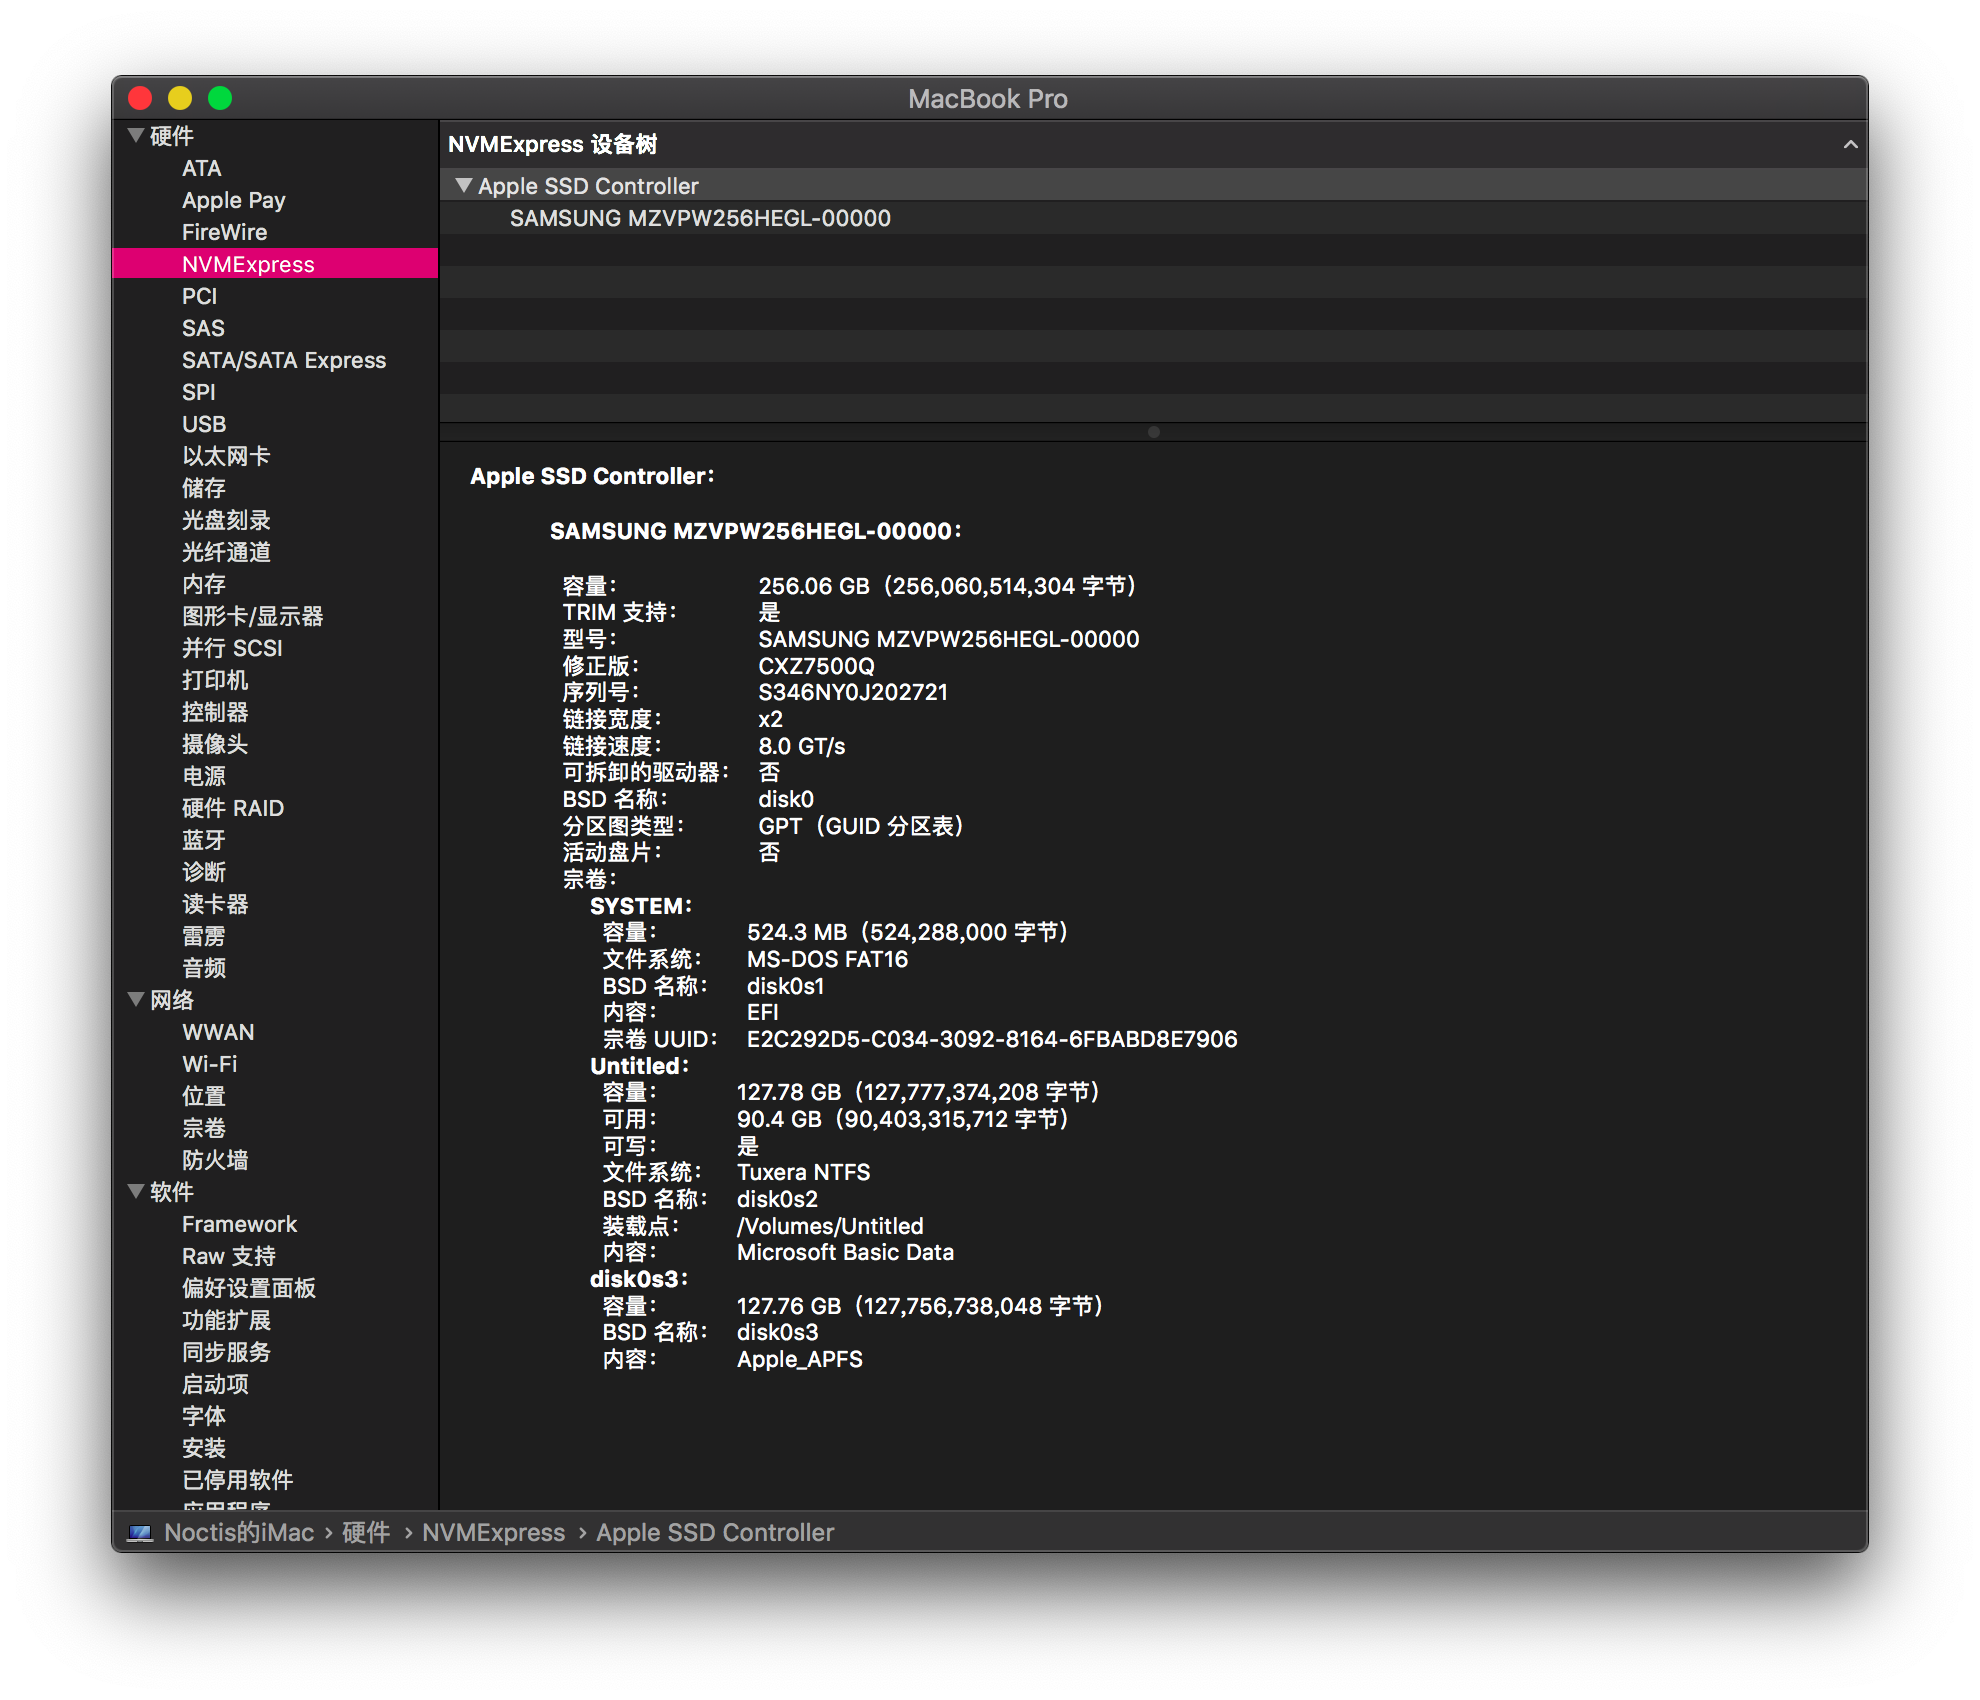 MacBook Pro
硬件
ATA
Apple Pay
FireWire
NVMExpress
PCI
SAS
SATA/SATA Express
SPI
USB
以太网卡
储存
光盘刻录
光纤通道
内存
图形卡/显示器
并行 SCSI
打印机
控制器
摄像头
电源
硬件 RAID
蓝牙
诊断
读卡器
雷雳
音频
网络
WWAN
Wi-Fi
位置
宗卷
防火墙
软件
Framework
Raw 支持
偏好设置面板
功能扩展
同步服务
启动项
字体
安装
已停用软件
应用程序
NVMExpress 设备树
Apple SSD Controller
SAMSUNG MZVPW256HEGL-00000
Apple SSD Controller：
SAMSUNG MZVPW256HEGL-00000：
容量： 256.06 GB（256,060,514,304 字节）
TRIM 支持： 是
型号： SAMSUNG MZVPW256HEGL-00000
修正版： CXZ7500Q
序列号： S346NY0J202721
链接宽度： x2
链接速度： 8.0 GT/s
可拆卸的驱动器： 否
BSD 名称： disk0
分区图类型： GPT（GUID 分区表）
活动盘片： 否
宗卷：
SYSTEM：
容量： 524.3 MB（524,288,000 字节）
文件系统： MS-DOS FAT16
BSD 名称： disk0s1
内容： EFI
宗卷 UUID： E2C292D5-C034-3092-8164-6FBABD8E7906
Untitled：
容量： 127.78 GB（127,777,374,208 字节）
可用： 90.4 GB（90,403,315,712 字节）
可写： 是
文件系统： Tuxera NTFS
BSD 名称： disk0s2
装载点： /Volumes/Untitled
内容： Microsoft Basic Data
disk0s3：
容量： 127.76 GB（127,756,738,048 字节）
BSD 名称： disk0s3
内容： Apple_APFS
Noctis的iMac › 硬件 › NVMExpress › Apple SSD Controller